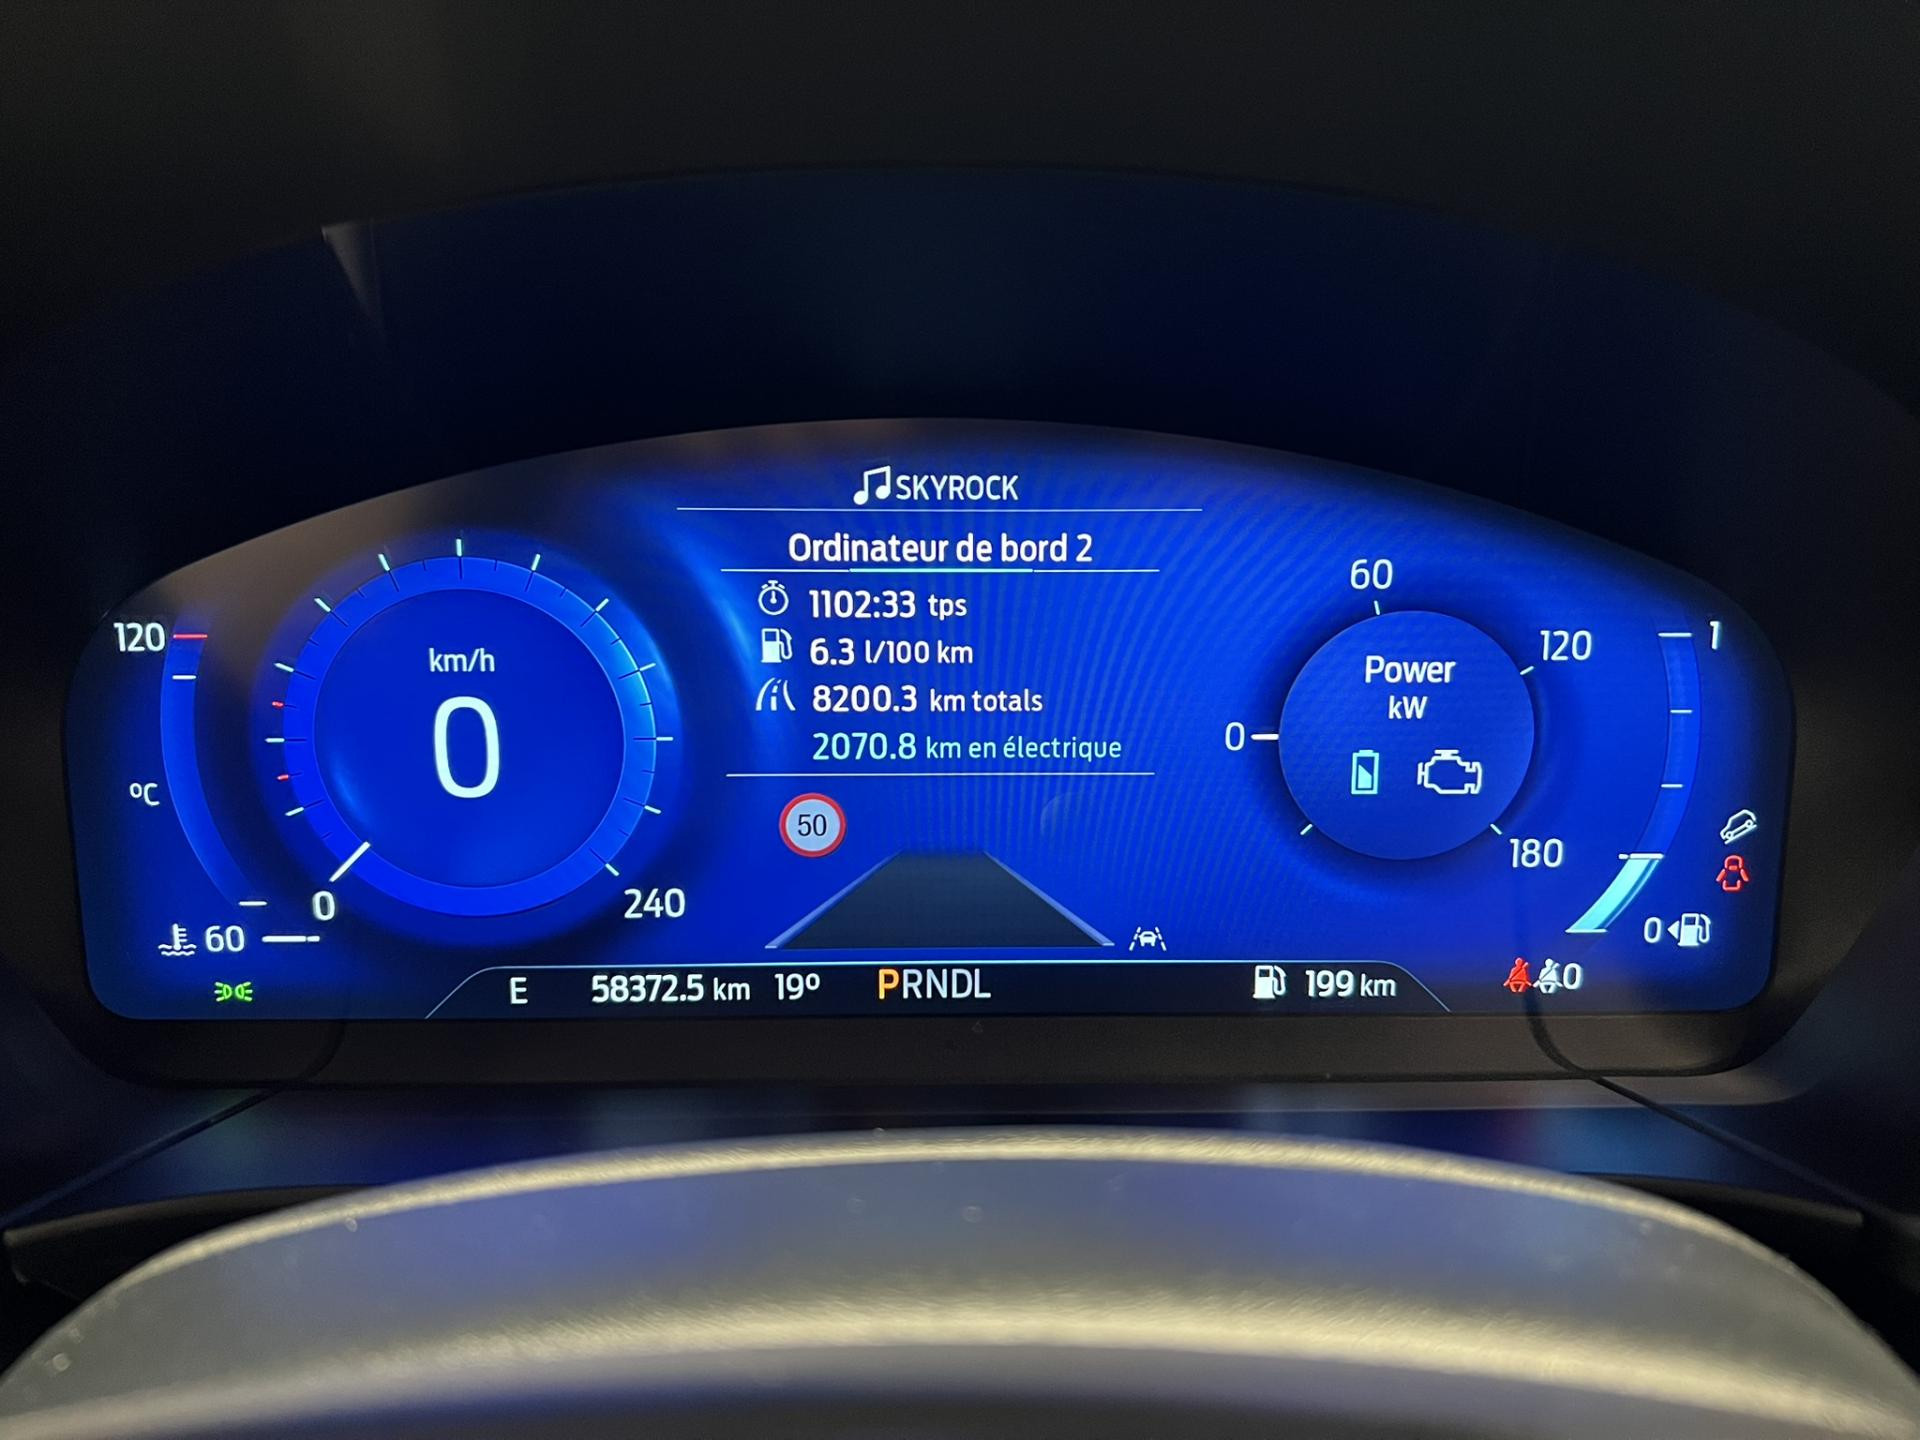 SKYROCK
Ordinateur de bord 2
1102:33 tps
6.3 l/100 km
8200.3 km totals
2070.8 km en électrique
120
°C
60
km/h
0
0
240
50
Power
kW
0
60
120
180
1
0
E 58372.5 km 19° PRNDL 199 km
0